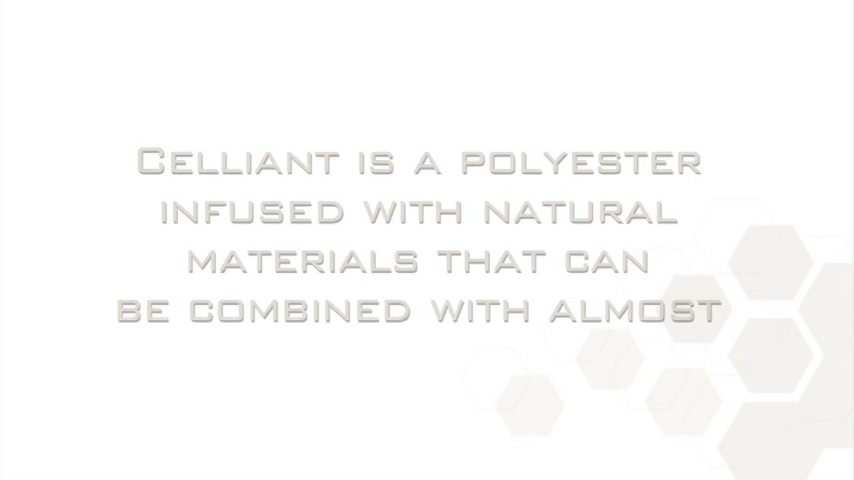 Celliant is a polyester
infused with natural
materials that can
be combined with almost